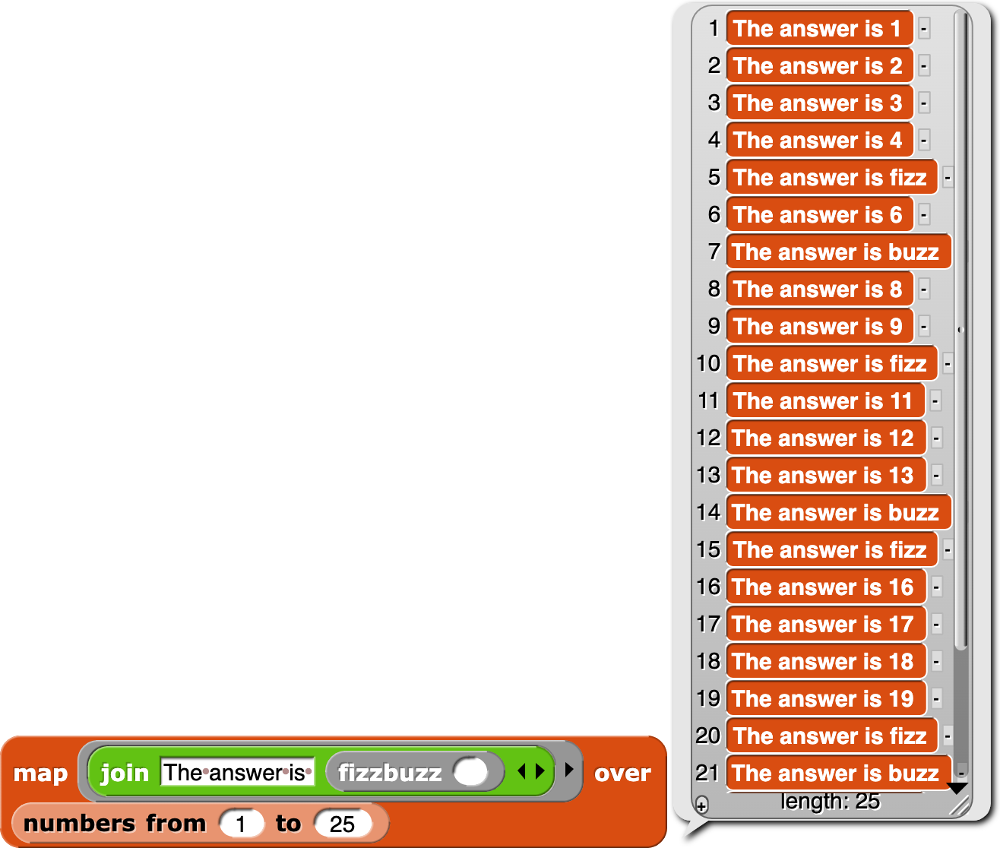 map join The answer is fizzbuzz over
numbers from 1 to 25
1 The answer is 1 -
2 The answer is 2 -
3 The answer is 3 -
4 The answer is 4 -
5 The answer is fizz -
6 The answer is 6 -
7 The answer is buzz
8 The answer is 8 -
9 The answer is 9 -
10 The answer is fizz -
11 The answer is 11 -
12 The answer is 12 -
13 The answer is 13 -
14 The answer is buzz
15 The answer is fizz -
16 The answer is 16 -
17 The answer is 17 -
18 The answer is 18 -
19 The answer is 19 -
20 The answer is fizz -
21 The answer is buzz -
+ length: 25